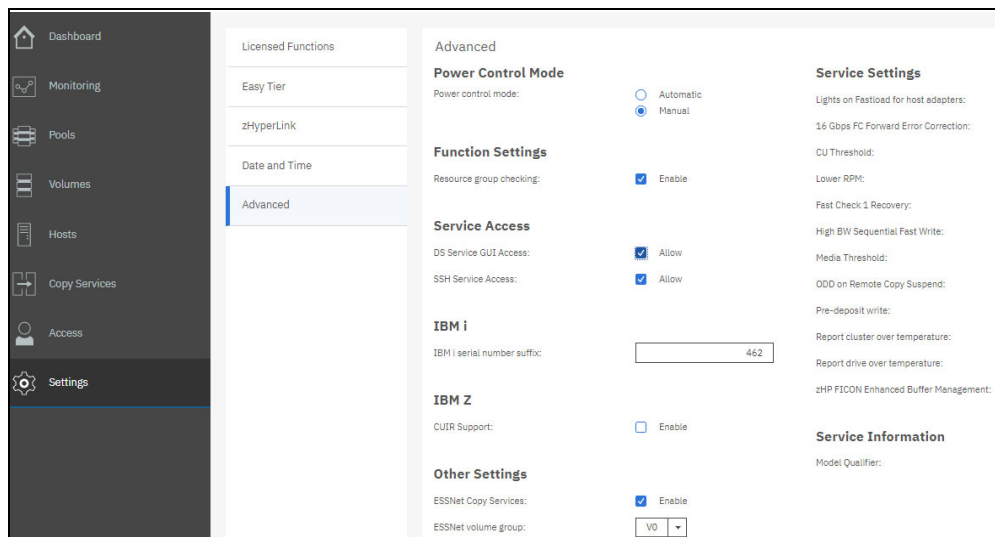 Dashboard
Monitoring
Pools
Volumes
Hosts
Copy Services
Access
Settings
Licensed Functions
Easy Tier
zHyperLink
Date and Time
Advanced
Advanced
Power Control Mode
Power control mode:
Automatic
Manual
Function Settings
Resource group checking:
Enable
Service Access
DS Service GUI Access:
Allow
SSH Service Access:
Allow
IBM i
IBM i serial number suffix:
462
IBM Z
CUIR Support:
Enable
Other Settings
ESSNet Copy Services:
Enable
ESSNet volume group:
V0
Service Settings
Lights on Fastload for host adapters:
16 Gbps FC Forward Error Correction:
CU Threshold:
Lower RPM:
Fast Check 1 Recovery:
High BW Sequential Fast Write:
Media Threshold:
ODD on Remote Copy Suspend:
Pre-deposit write:
Report cluster over temperature:
Report drive over temperature:
zHP FICON Enhanced Buffer Management:
Service Information
Model Qualifier: